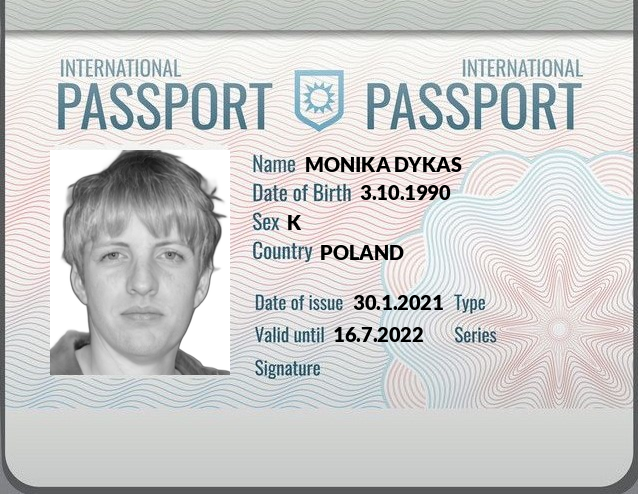 INTERNATIONAL INTERNATIONAL
PASSPORT PASSPORT
Name MONIKA DYKAS
Date of Birth 3.10.1990
Sex K
Country POLAND
Date of issue 30.1.2021 Type
Valid until 16.7.2022 Series
Signature